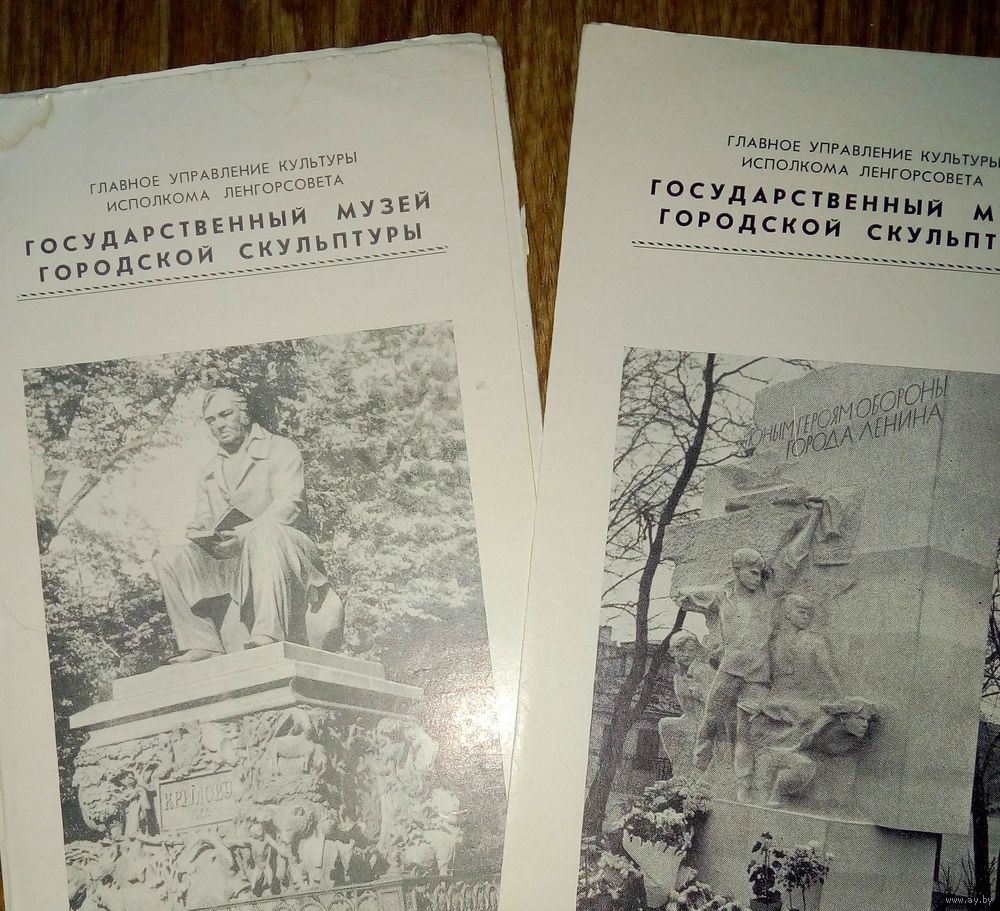 ГЛАВНОЕ УПРАВЛЕНИЕ КУЛЬТУРЫ
ИСПОЛКОМА ЛЕНГОРСОВЕТА
ГОСУДАРСТВЕННЫЙ МУЗЕЙ
ГОРОДСКОЙ СКУЛЬПТУРЫ
КРЫЛОВУ
ГЛАВНОЕ УПРАВЛЕНИЕ КУЛЬТУРЫ
ИСПОЛКОМА ЛЕНГОРСОВЕТА
ГОСУДАРСТВЕННЫЙ М
ГОРОДСКОЙ СКУЛЬПТ
ЮНЫМ ГЕРОЯМ ОБОРОНЫ
ГОРОДА ЛЕНИНА
www.ay.by